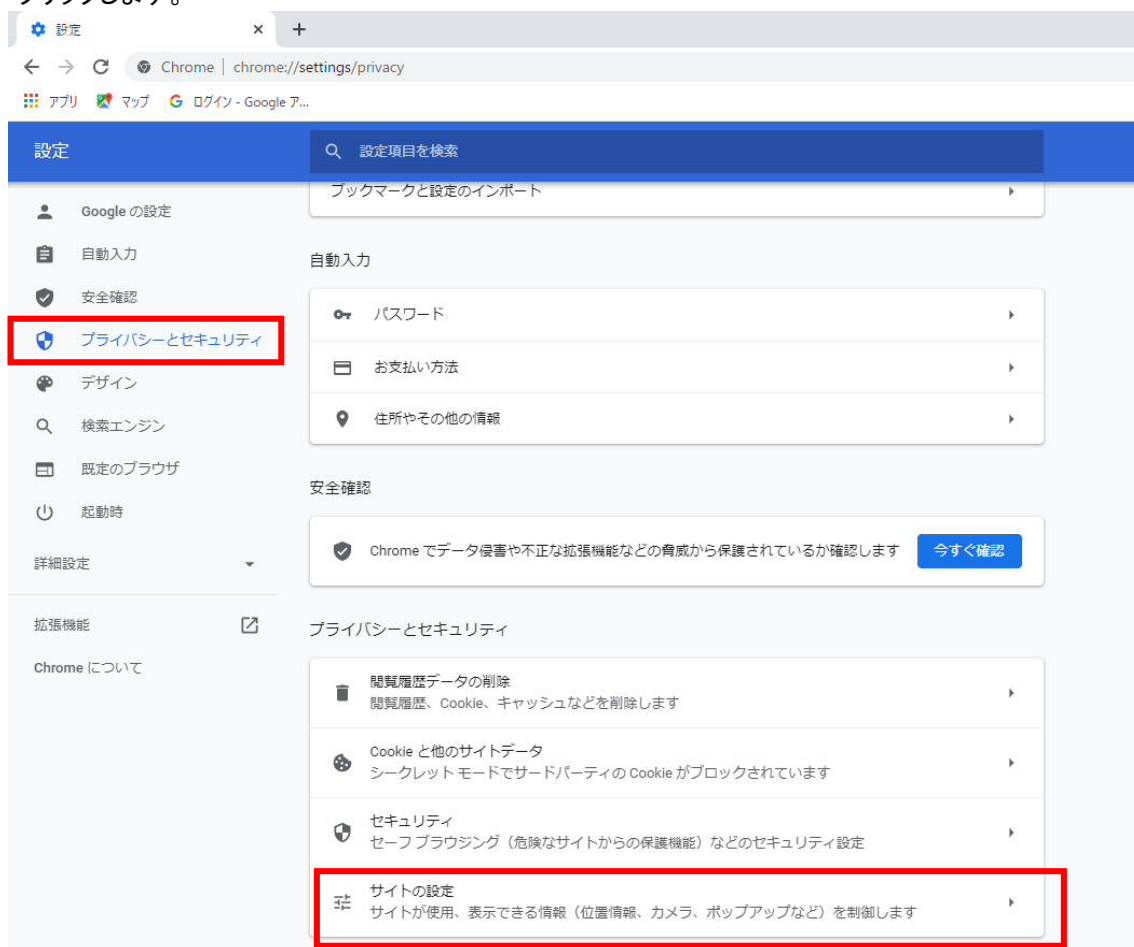 クリックします。
設定
Chrome | chrome://settings/privacy
アプリ マップ ログイン - Google ア...
設定
設定項目を検索
Google の設定
自動入力
安全確認
プライバシーとセキュリティ
デザイン
検索エンジン
既定のブラウザ
起動時
詳細設定
拡張機能
Chrome について
ブックマークと設定のインポート
自動入力
パスワード
お支払い方法
住所やその他の情報
安全確認
Chrome でデータ侵害や不正な拡張機能などの脅威から保護されているか確認します 今すぐ確認
プライバシーとセキュリティ
閲覧履歴データの削除
閲覧履歴、Cookie、キャッシュなどを削除します
Cookie と他のサイトデータ
シークレット モードでサードパーティの Cookie がブロックされています
セキュリティ
セーフ ブラウジング（危険なサイトからの保護機能）などのセキュリティ設定
サイトの設定
サイトが使用、表示できる情報（位置情報、カメラ、ポップアップなど）を制御します